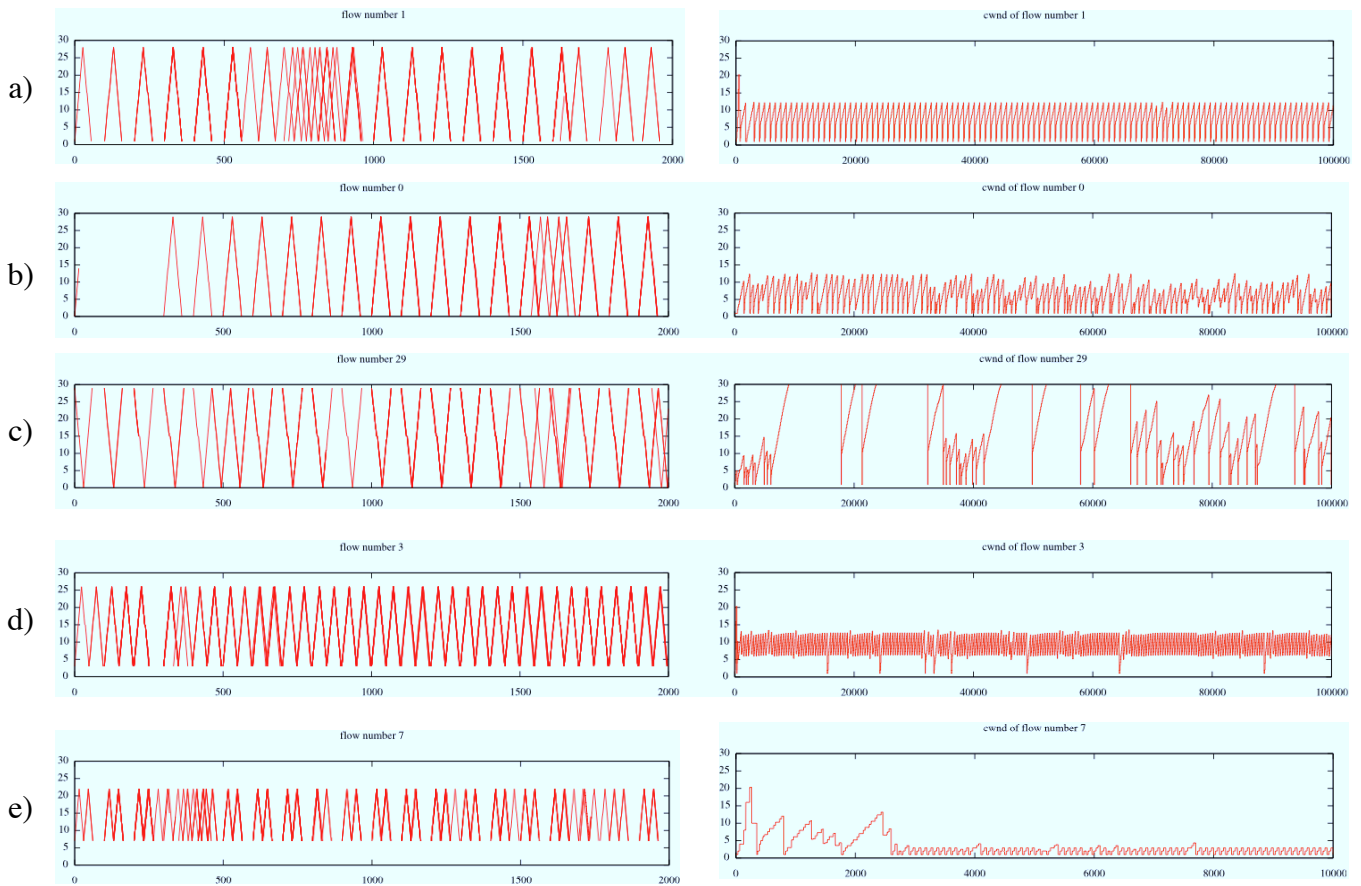 flow number 1 cwnd of flow number 1
a)
30 25 20 15 10 5 0
0 500 1000 1500 2000
30 25 20 15 10 5 0
0 20000 40000 60000 80000 100000
flow number 0 cwnd of flow number 0
b)
30 25 20 15 10 5 0
0 500 1000 1500 2000
30 25 20 15 10 5 0
0 20000 40000 60000 80000 100000
flow number 29 cwnd of flow number 29
c)
30 25 20 15 10 5 0
0 500 1000 1500 2000
30 25 20 15 10 5 0
0 20000 40000 60000 80000 100000
flow number 3 cwnd of flow number 3
d)
30 25 20 15 10 5 0
0 500 1000 1500 2000
30 25 20 15 10 5 0
0 20000 40000 60000 80000 100000
flow number 7 cwnd of flow number 7
e)
30 25 20 15 10 5 0
0 500 1000 1500 2000
30 25 20 15 10 5 0
0 20000 40000 60000 80000 100000